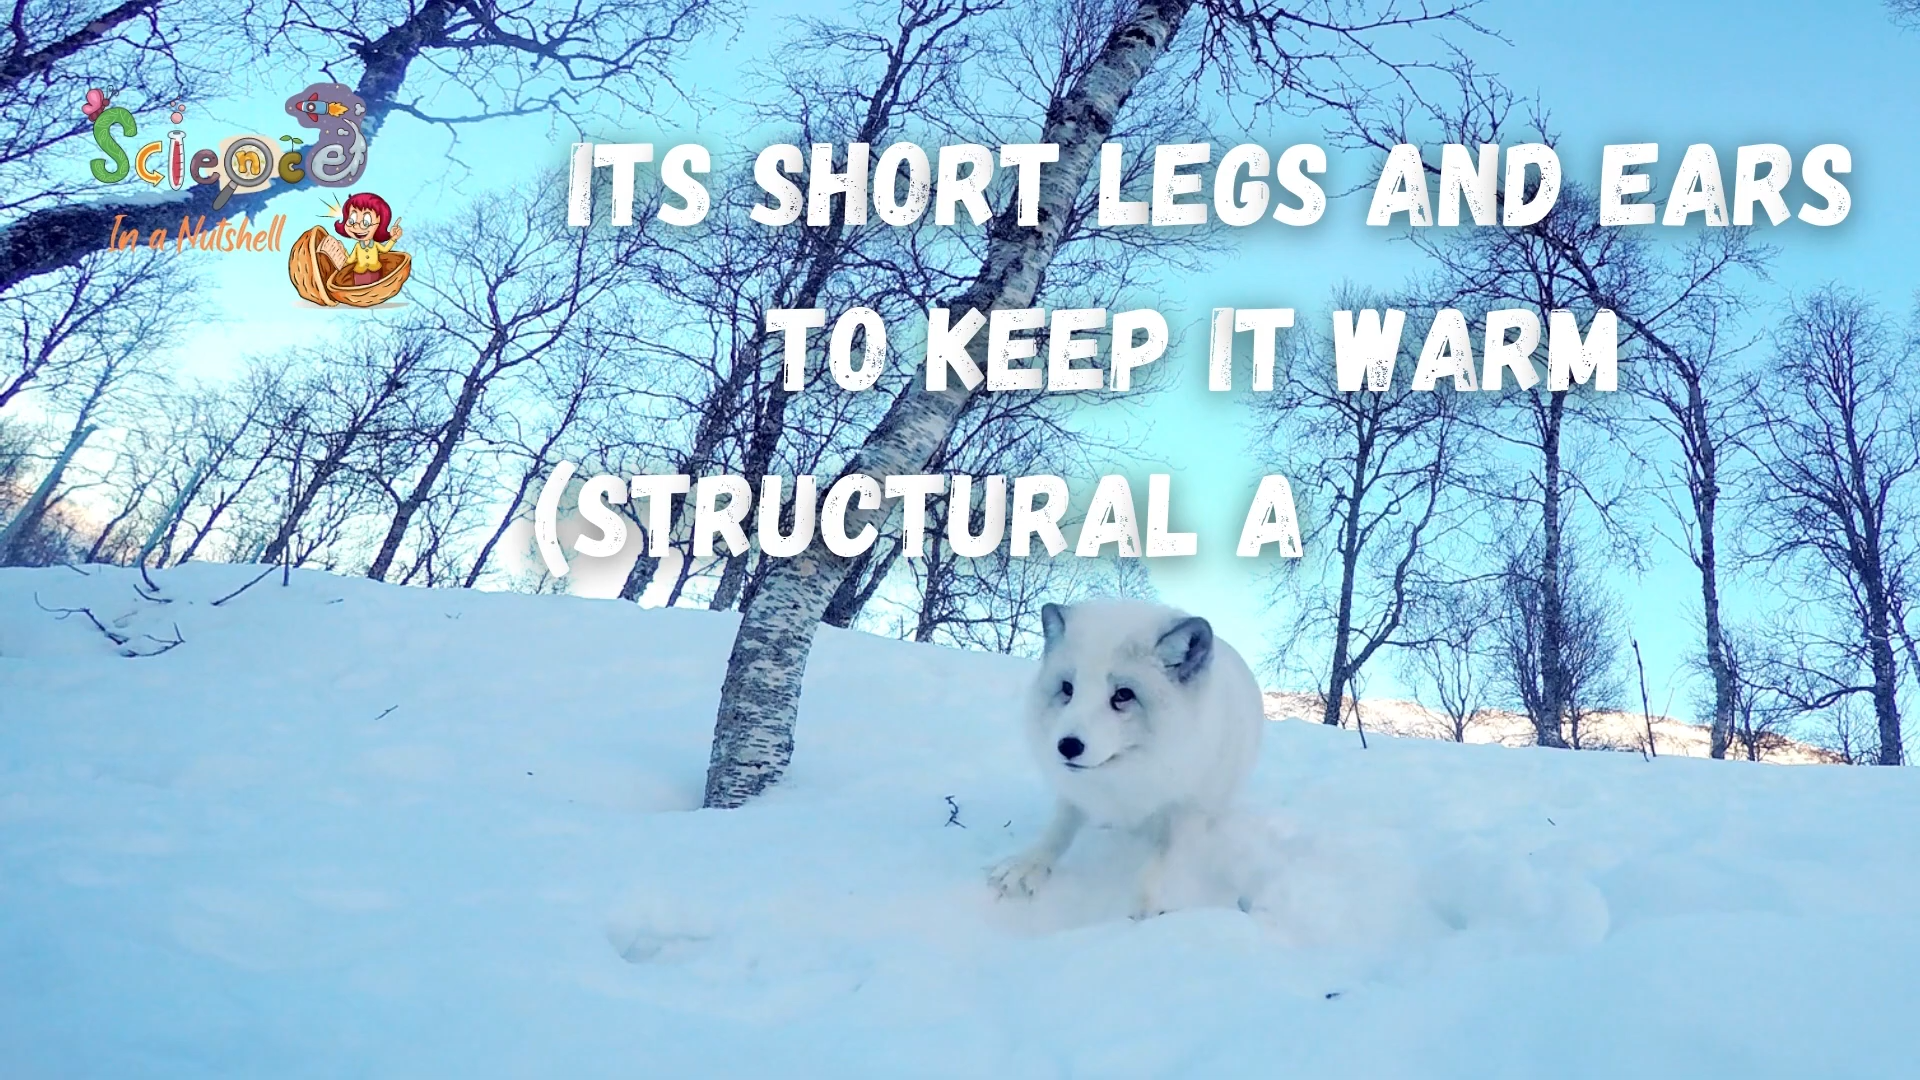 Science
In a Nutshell
ITS SHORT LEGS AND EARS
TO KEEP IT WARM
(STRUCTURAL A